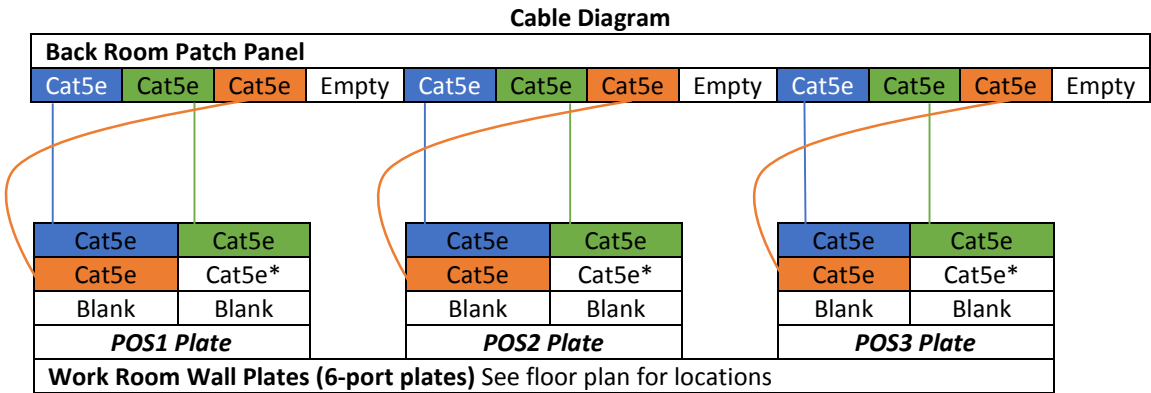 Cable Diagram
Back Room Patch Panel
Cat5e Cat5e Cat5e Empty Cat5e Cat5e Cat5e Empty Cat5e Cat5e Cat5e Empty
Cat5e Cat5e Cat5e Cat5e Cat5e Cat5e
Cat5e Cat5e* Cat5e Cat5e* Cat5e Cat5e*
Blank Blank Blank Blank Blank Blank
POS1 Plate POS2 Plate POS3 Plate
Work Room Wall Plates (6-port plates) See floor plan for locations